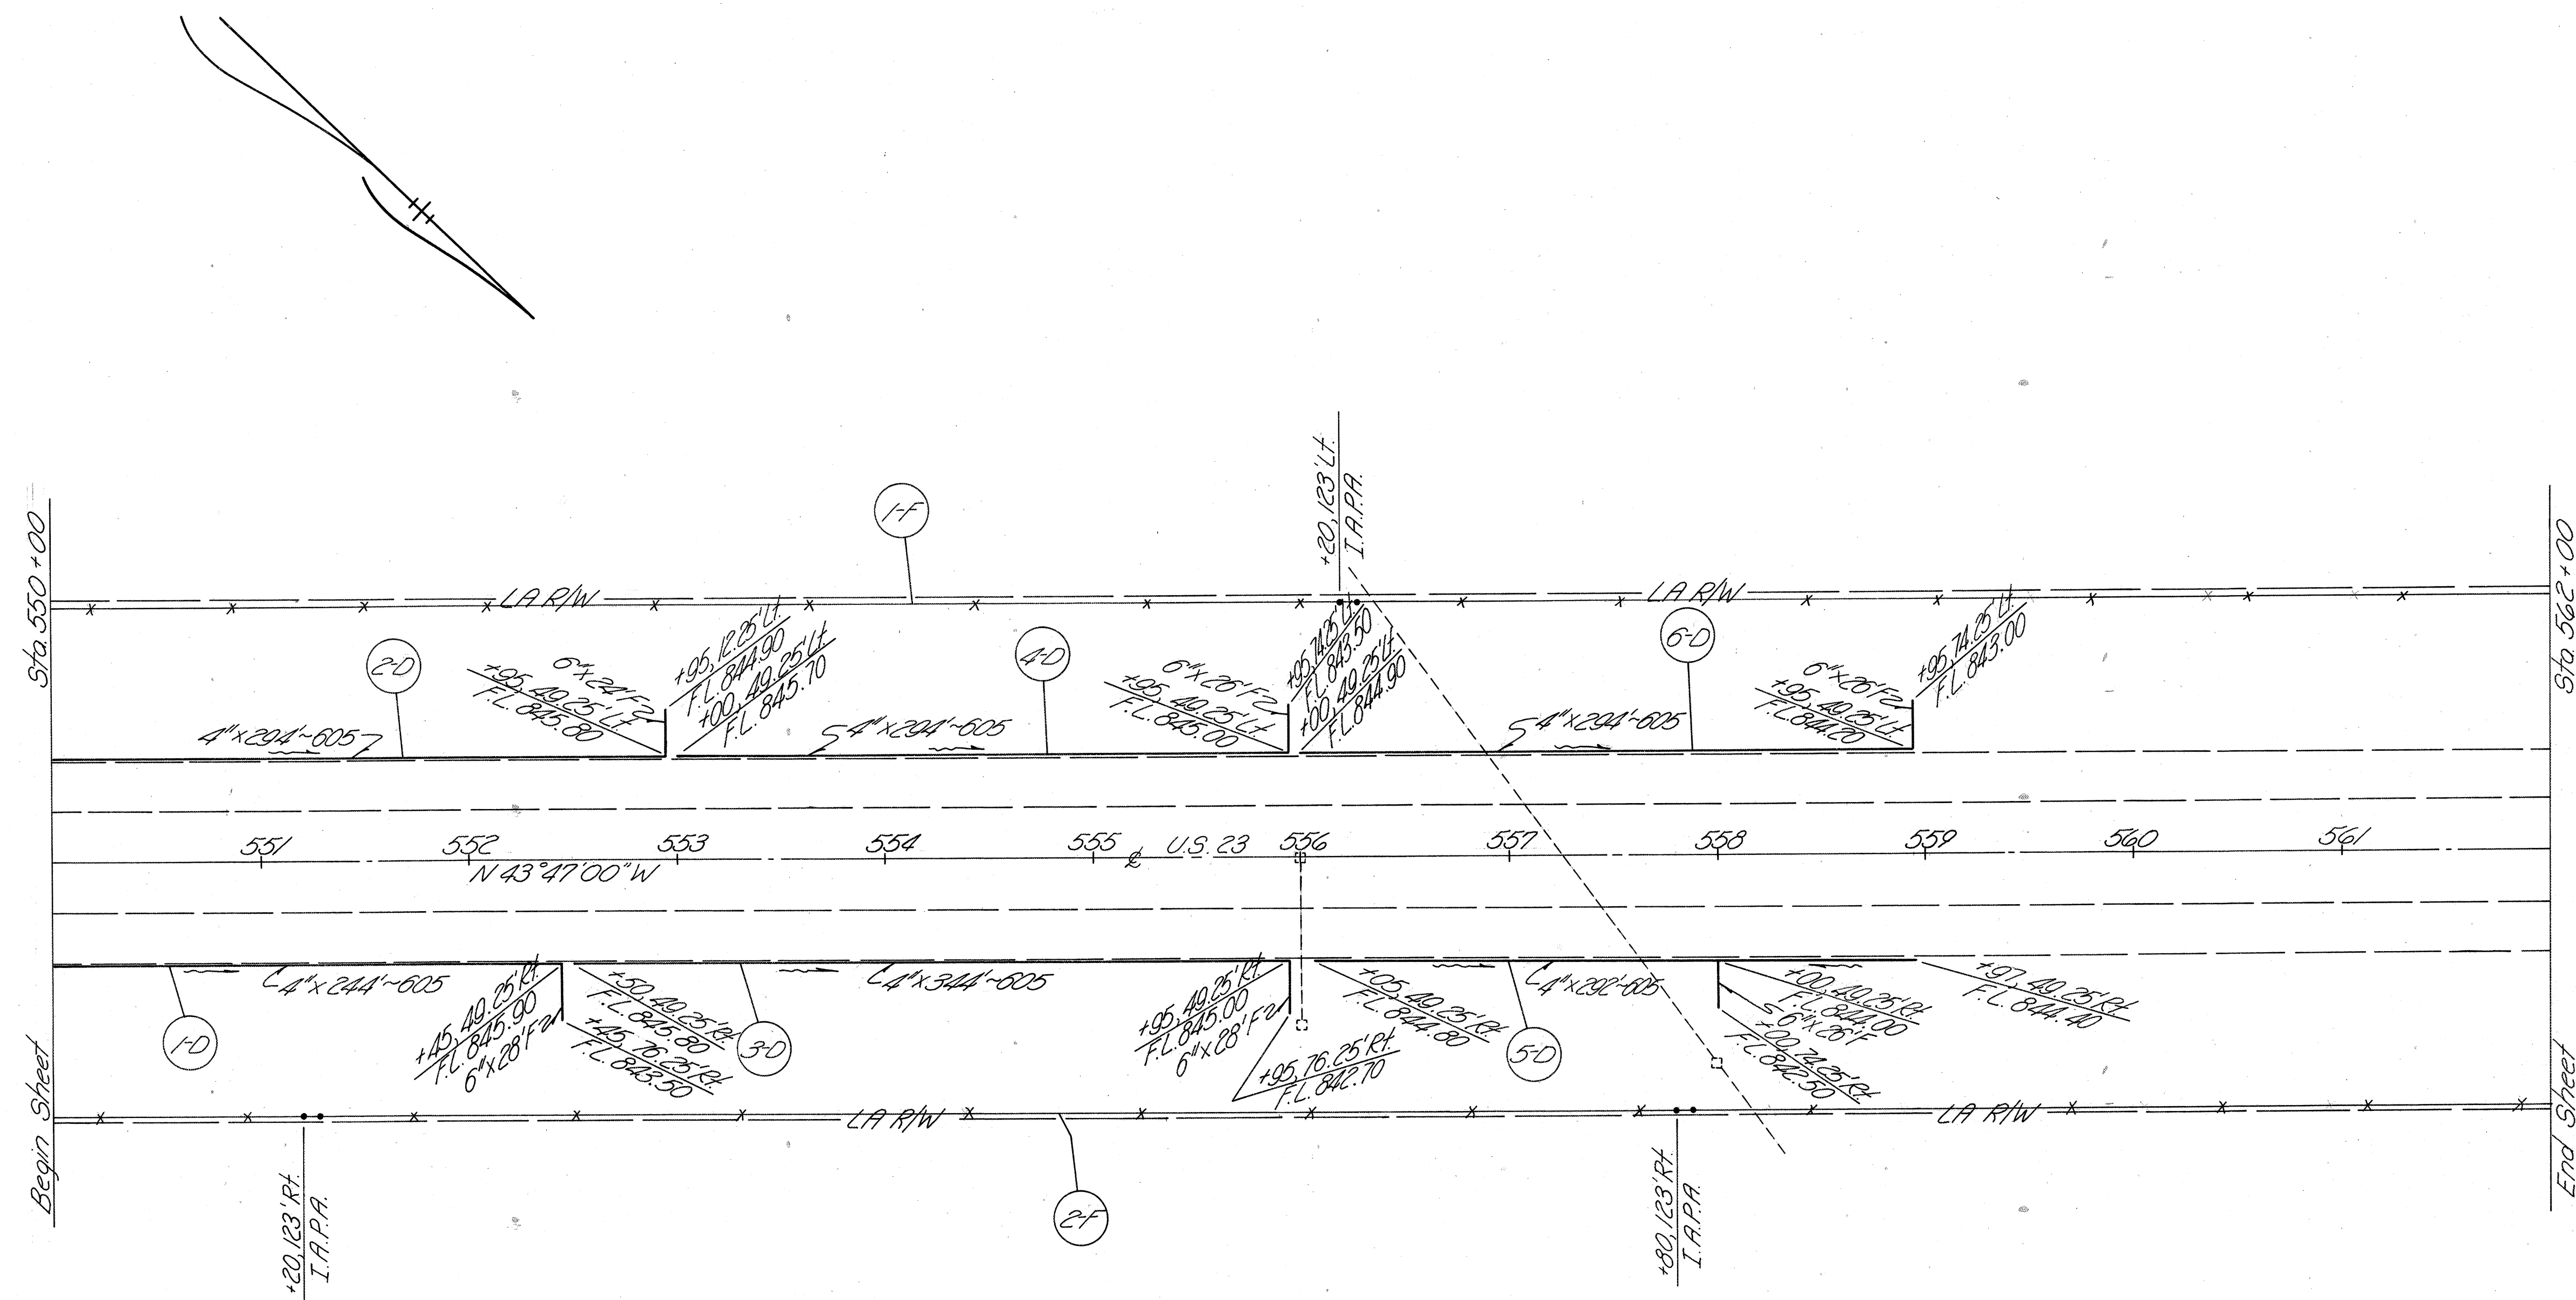 +20, 123' Lt.
I.A.P.A.
1-F
Sta. 550+00
Sta. 562+00
LA R/W
LA R/W
2-D
4-D
6-D
4"x294'~605
6"x24'F
+95, 49.25' Lt.
F.L. 845.80
+95, 12.25' Lt.
F.L. 844.90
+00, 49.25' Lt.
F.L. 845.70
4"x294'~605
6"x26'F
+95, 49.25' Lt.
F.L. 845.00
+95, 74.25' Lt.
F.L. 843.50
+00, 49.25' Lt.
F.L. 844.90
4"x294'~605
6"x26'F
+95, 49.25' Lt.
F.L. 844.20
+95, 74.25' Lt.
F.L. 843.00
551
552
553
554
555
℄ U.S. 23
556
557
558
559
560
561
N 43°47'00" W
4"x244'~605
+45, 49.25' Rt.
F.L. 845.90
6"x28'F
+50, 49.25' Rt.
F.L. 845.80
+45, 76.25' Rt.
F.L. 843.50
4"x344'~605
+95, 49.25' Rt.
F.L. 845.00
6"x28'F
+95, 76.25' Rt.
F.L. 842.70
+05, 49.25' Rt.
F.L. 844.80
4"x292'~605
+00, 49.25' Rt.
F.L. 844.00
6"x26'F
+00, 74.25' Rt.
F.L. 842.50
+97, 49.25' Rt.
F.L. 844.40
1-D
3-D
5-D
Begin Sheet
End Sheet
LA R/W
LA R/W
2-F
+20, 123' Rt.
I.A.P.A.
+80, 123' Rt.
I.A.P.A.